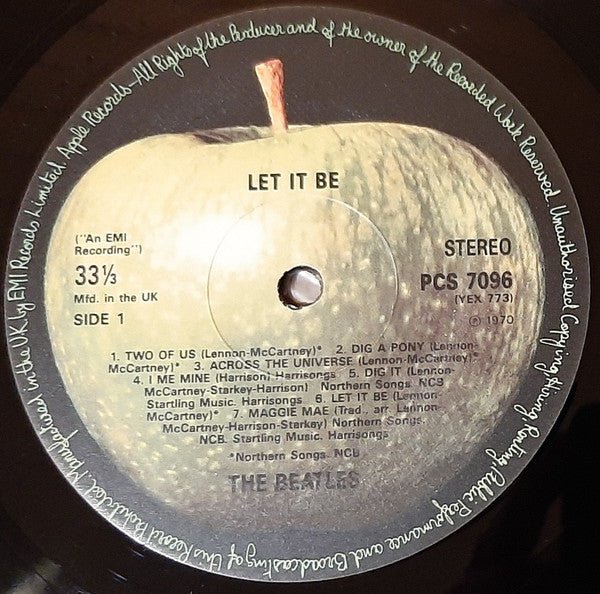 Manufactured in the U.K. by EMI Records Limited. Apple Records—All Rights of the Producer and of the owner of the Recorded Work Reserved. Unauthorised Copying, Hiring, Renting, Public Performance and Broadcasting of this Record Prohibited.
LET IT BE
("An EMI
Recording")
33⅓
Mfd. in the UK
SIDE 1
STEREO
PCS 7096
(YEX 773)
℗ 1970
1. TWO OF US (Lennon-McCartney)* 2. DIG A PONY (Lennon-
McCartney)* 3. ACROSS THE UNIVERSE (Lennon-McCartney)*
4. I ME MINE (Harrison) Harrisongs 5. DIG IT (Lennon-
McCartney-Starkey-Harrison) Northern Songs. NCB
Startling Music. Harrisongs 6. LET IT BE (Lennon-
McCartney)* 7. MAGGIE MAE (Trad., arr. Lennon-
McCartney-Harrison-Starkey) Northern Songs.
NCB. Startling Music. Harrisongs
*Northern Songs. NCB
THE BEATLES